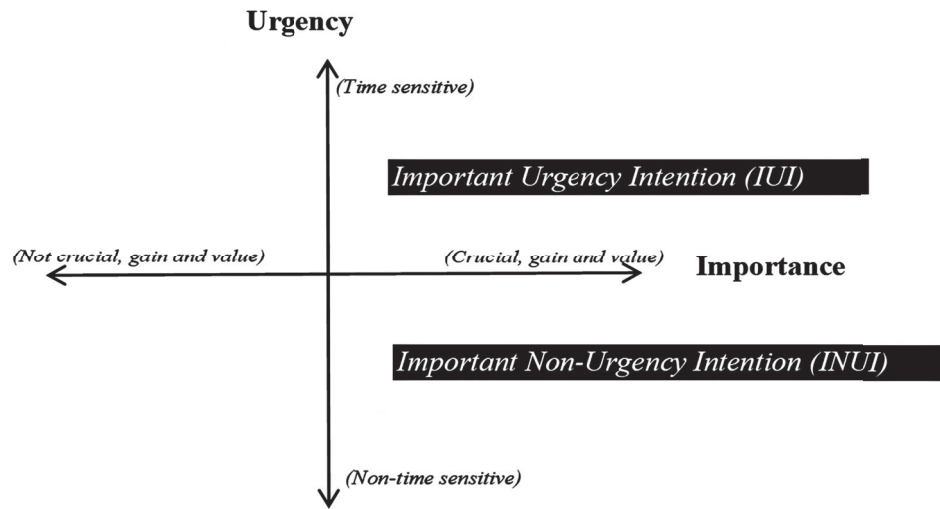 Urgency
(Time sensitive)
Important Urgency Intention (IUI)
(Not crucial, gain and value)
(Crucial, gain and value)
Importance
Important Non-Urgency Intention (INUI)
(Non-time sensitive)